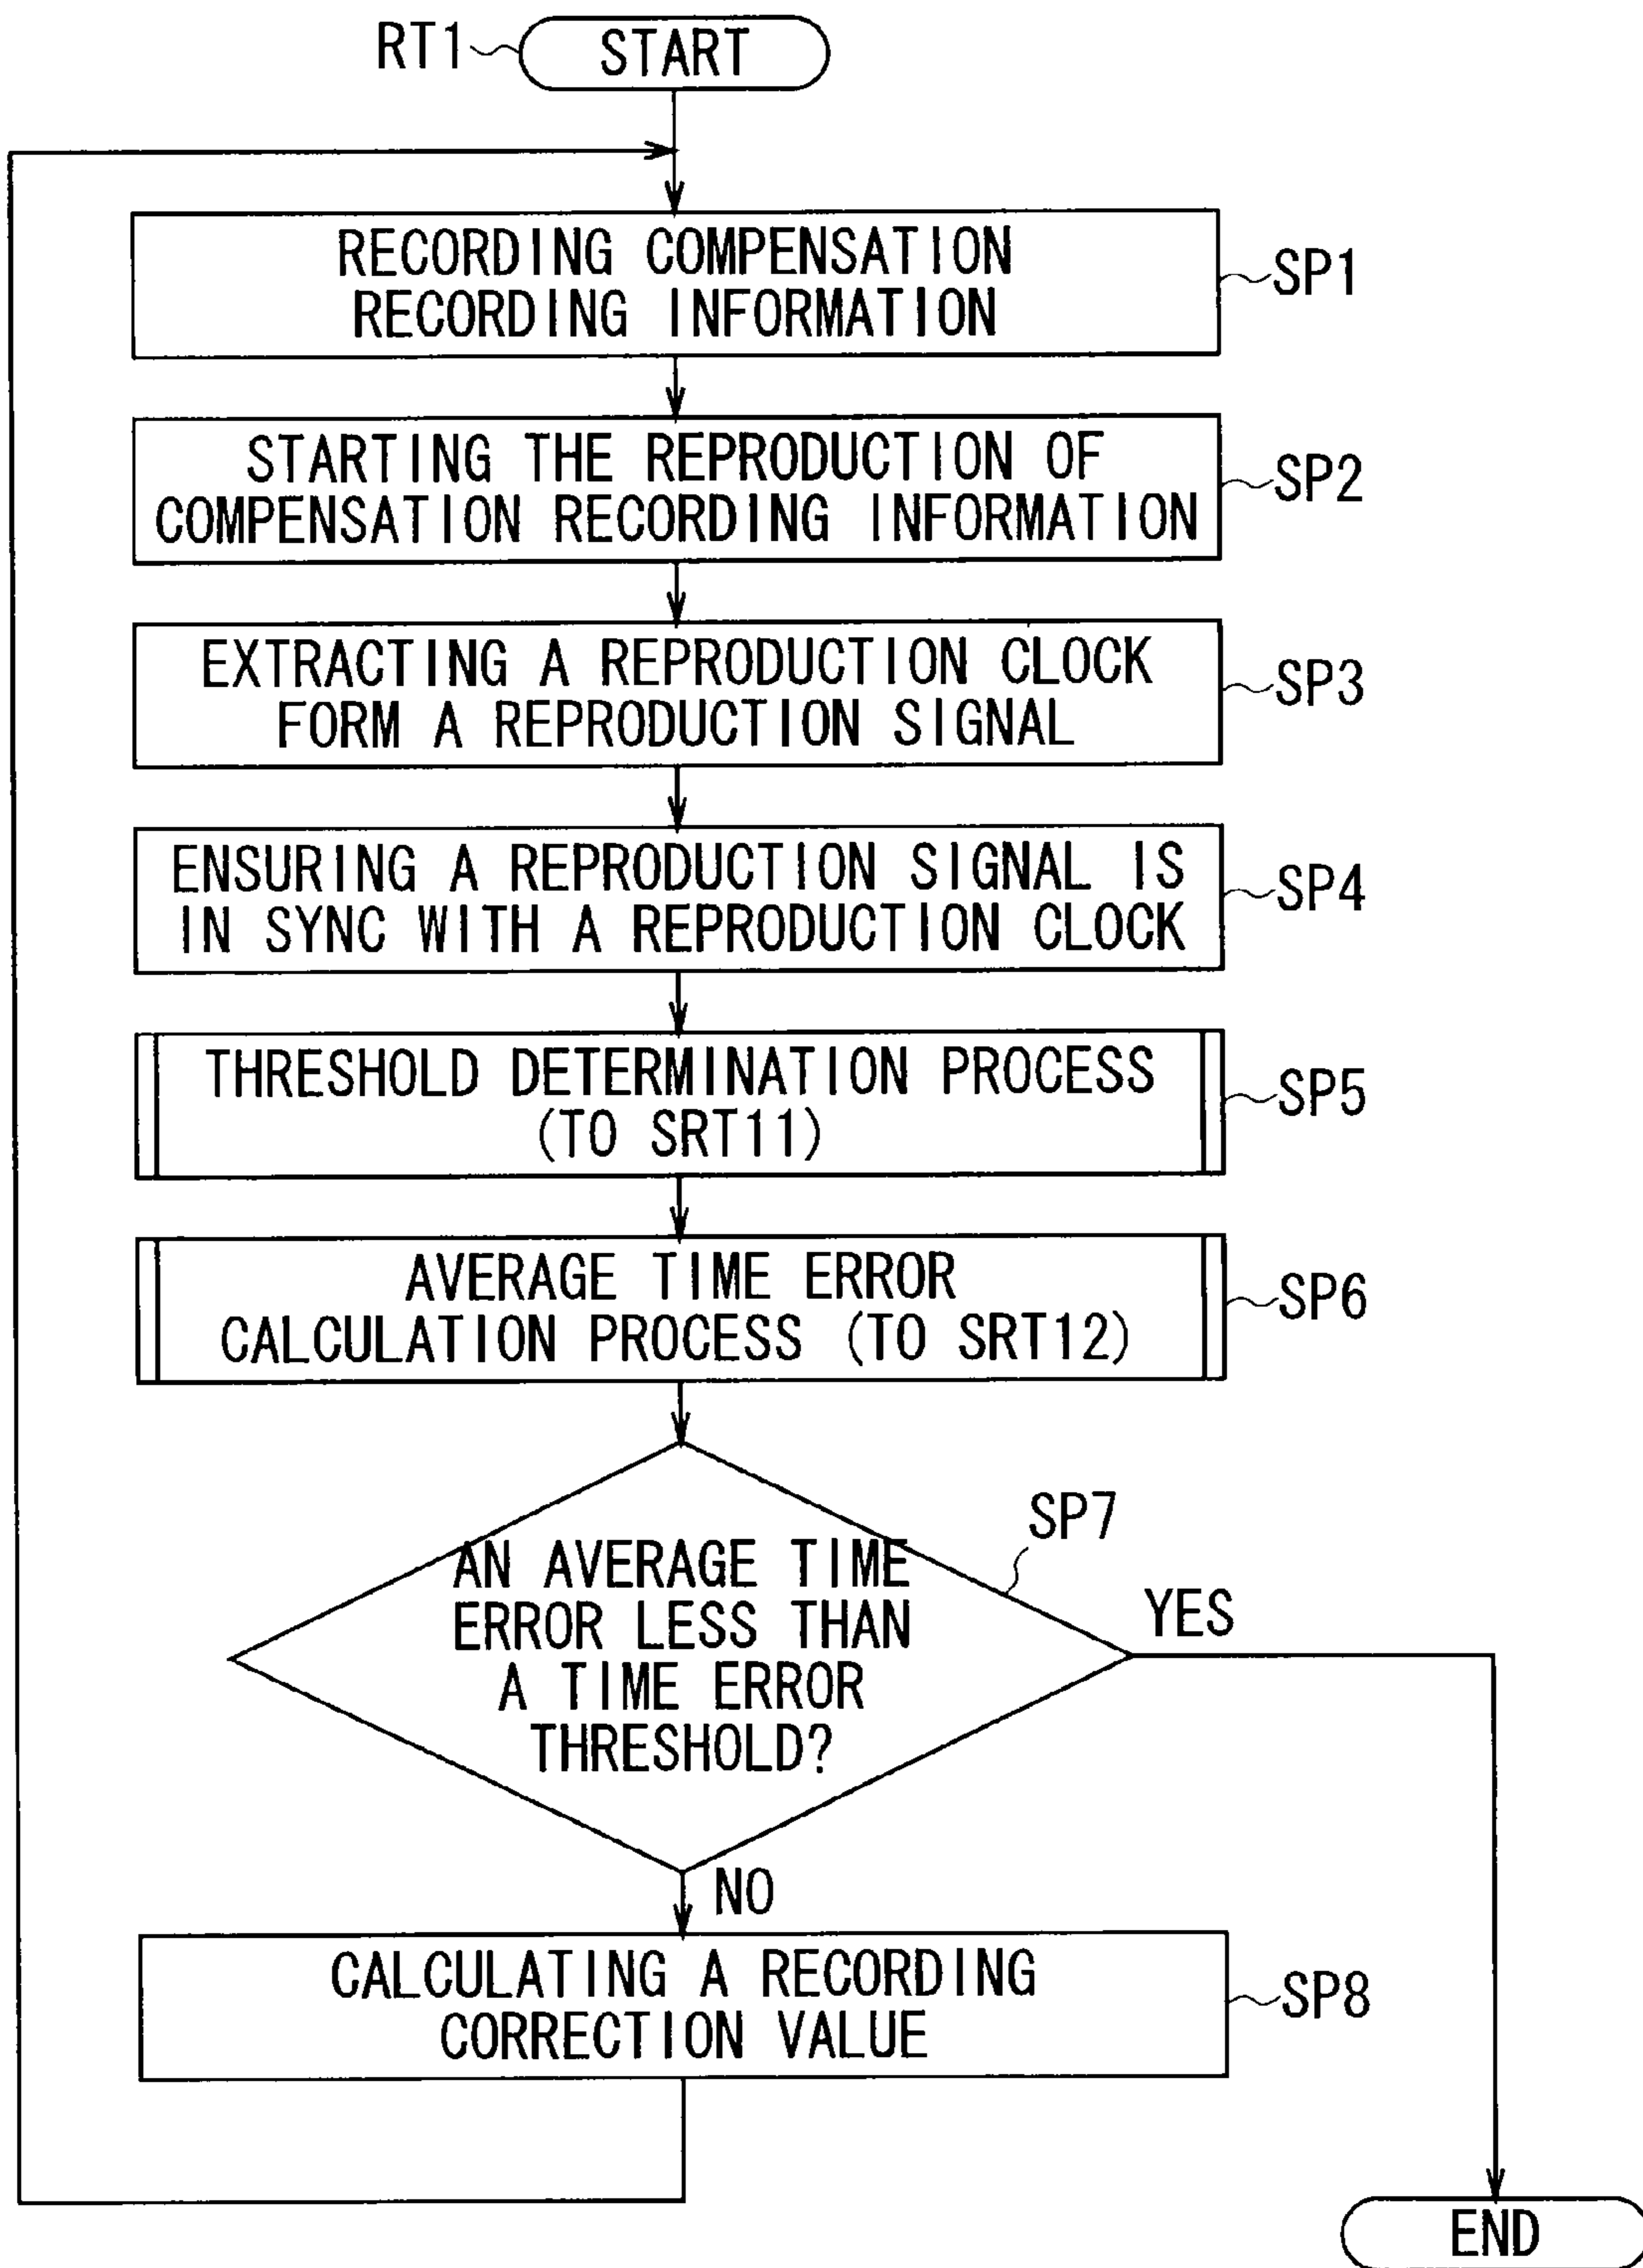 RT1
START
RECORDING COMPENSATION
RECORDING INFORMATION
SP1
STARTING THE REPRODUCTION OF
COMPENSATION RECORDING INFORMATION
SP2
EXTRACTING A REPRODUCTION CLOCK
FORM A REPRODUCTION SIGNAL
SP3
ENSURING A REPRODUCTION SIGNAL IS
IN SYNC WITH A REPRODUCTION CLOCK
SP4
THRESHOLD DETERMINATION PROCESS
(TO SRT11)
SP5
AVERAGE TIME ERROR
CALCULATION PROCESS (TO SRT12)
SP6
SP7
AN AVERAGE TIME
ERROR LESS THAN
A TIME ERROR
THRESHOLD?
YES
NO
CALCULATING A RECORDING
CORRECTION VALUE
SP8
END